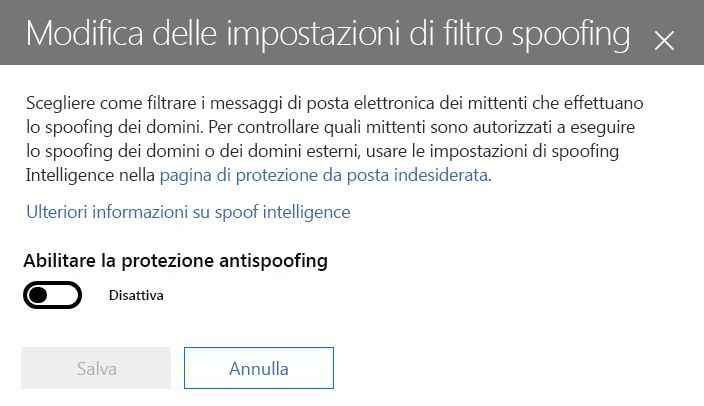 Modifica delle impostazioni di filtro spoofing
Scegliere come filtrare i messaggi di posta elettronica dei mittenti che effettuano
lo spoofing dei domini. Per controllare quali mittenti sono autorizzati a eseguire
lo spoofing dei domini o dei domini esterni, usare le impostazioni di spoofing
Intelligence nella pagina di protezione da posta indesiderata.
Ulteriori informazioni su spoof intelligence
Abilitare la protezione antispoofing
Disattiva
Salva
Annulla